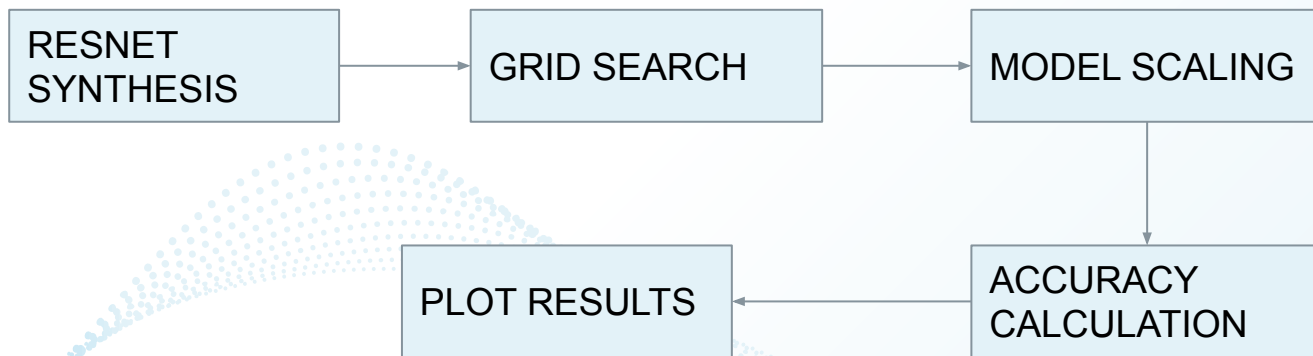 RESNET
SYNTHESIS
GRID SEARCH
MODEL SCALING
ACCURACY
CALCULATION
PLOT RESULTS